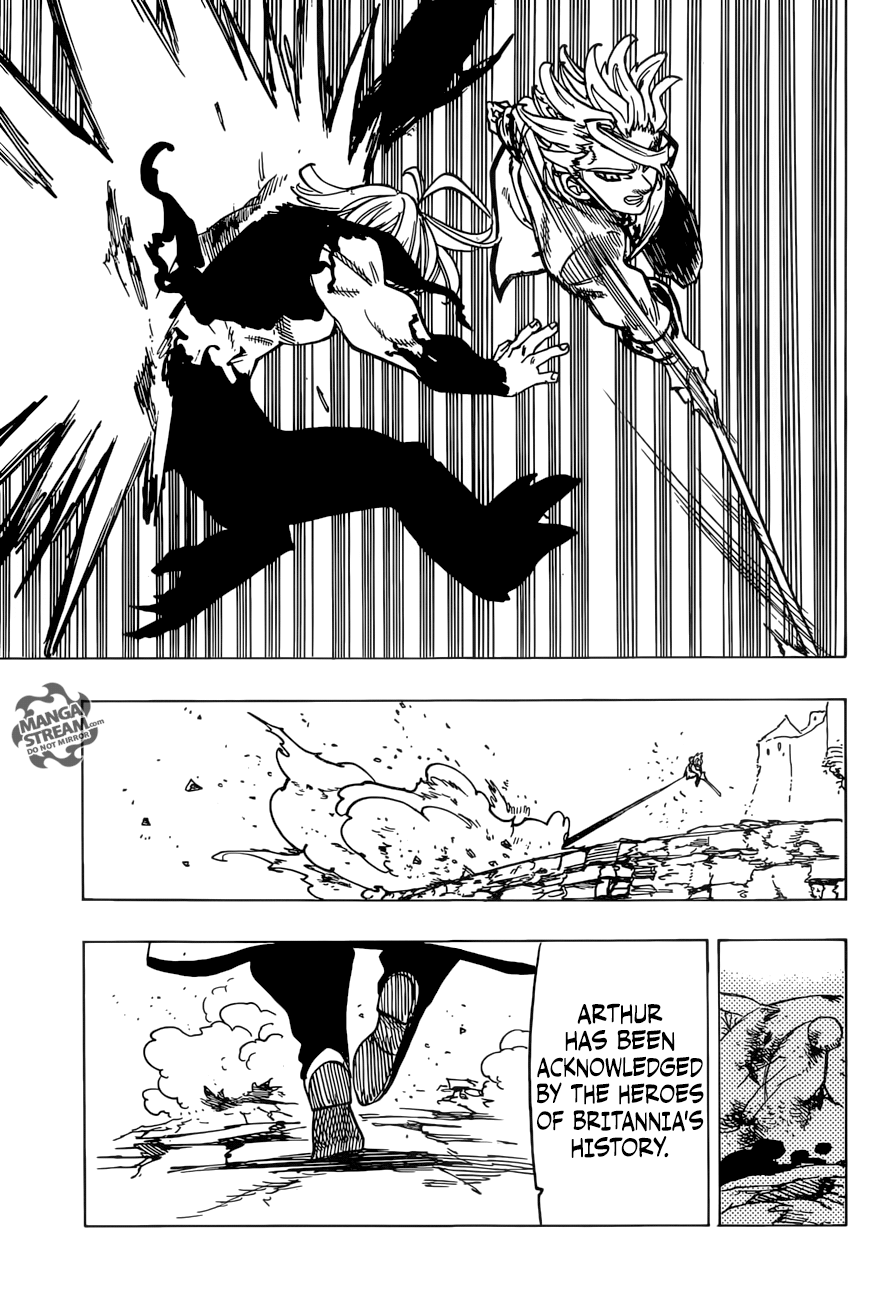 MANGA
STREAM.com
DO NOT MIRROR
ARTHUR
HAS BEEN
ACKNOWLEDGED
BY THE HEROES
OF BRITANNIA'S
HISTORY.